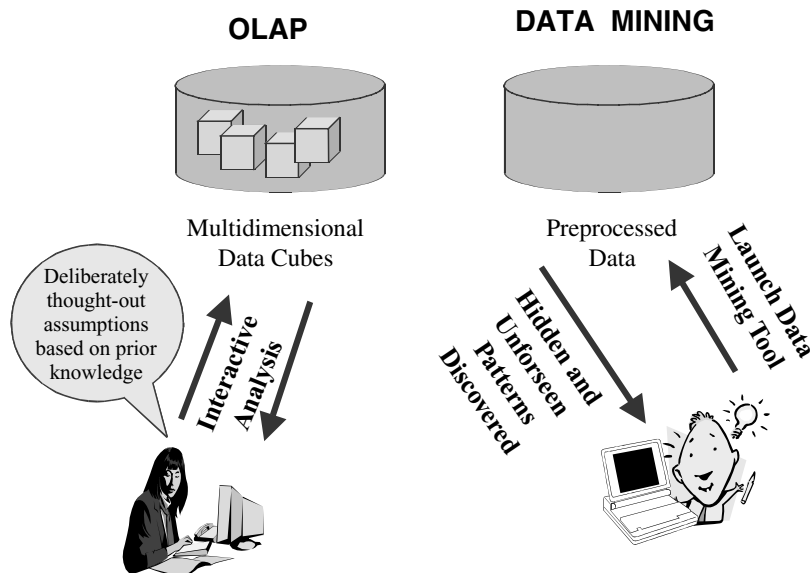 OLAP
DATA MINING
Multidimensional
Data Cubes
Preprocessed
Data
Deliberately
thought-out
assumptions
based on prior
knowledge
Interactive
Analysis
Hidden and
Unforseen
Patterns
Discovered
Launch Data
Mining Tool